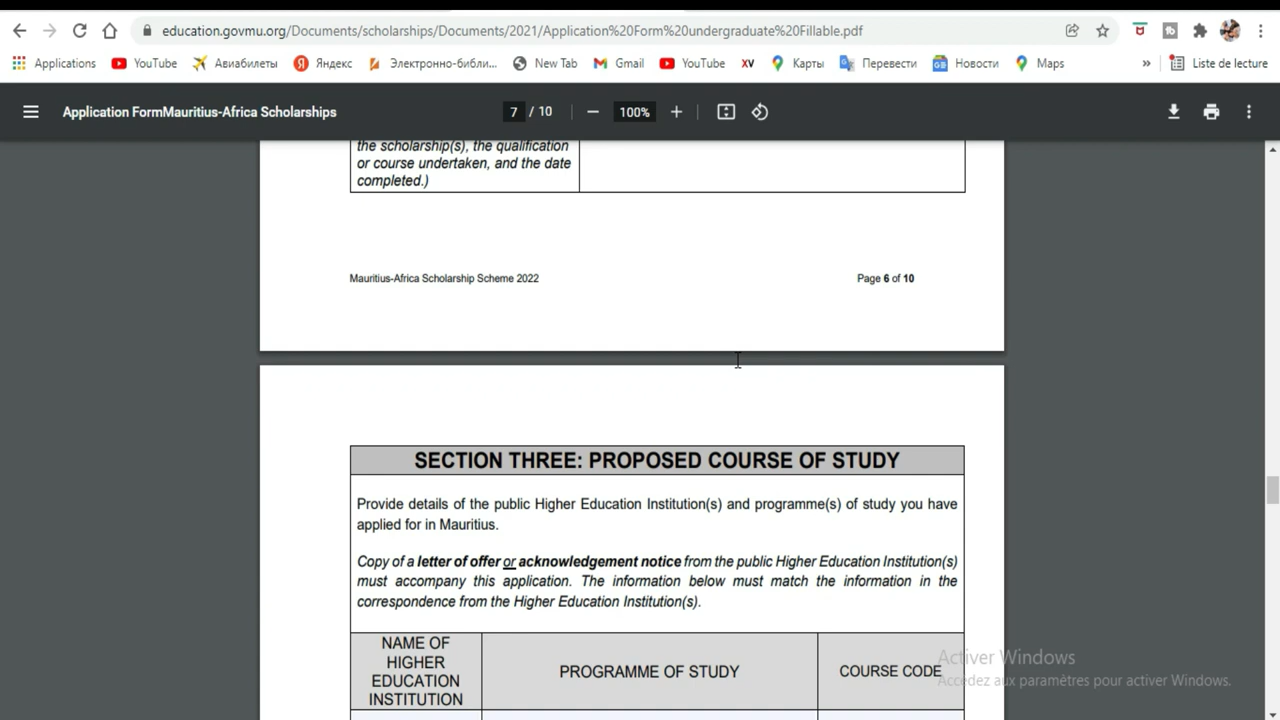 education.govmu.org/Documents/scholarships/Documents/2021/Application%20Form%20undergraduate%20Fillable.pdf
Applications YouTube Авиабилеты Яндекс Электронно-библи... New Tab Gmail YouTube XV Карты Перевести Новости Maps » Liste de lecture
Application FormMauritius-Africa Scholarships 7 / 10 100%
the scholarship(s), the qualification
or course undertaken, and the date
completed.)
Mauritius-Africa Scholarship Scheme 2022 Page 6 of 10
SECTION THREE: PROPOSED COURSE OF STUDY
Provide details of the public Higher Education Institution(s) and programme(s) of study you have
applied for in Mauritius.
Copy of a letter of offer or acknowledgement notice from the public Higher Education Institution(s)
must accompany this application. The information below must match the information in the
correspondence from the Higher Education Institution(s).
NAME OF
HIGHER
EDUCATION
INSTITUTION
PROGRAMME OF STUDY
COURSE CODE
Activer Windows
Accédez aux paramètres pour activer Windows.